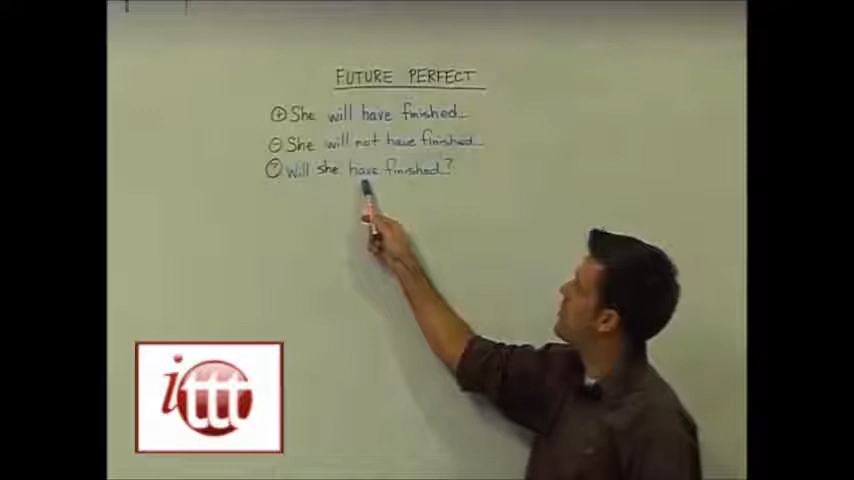 FUTURE PERFECT
+ She will have finished...
- She will not have finished...
? Will she have finished...?
ittt